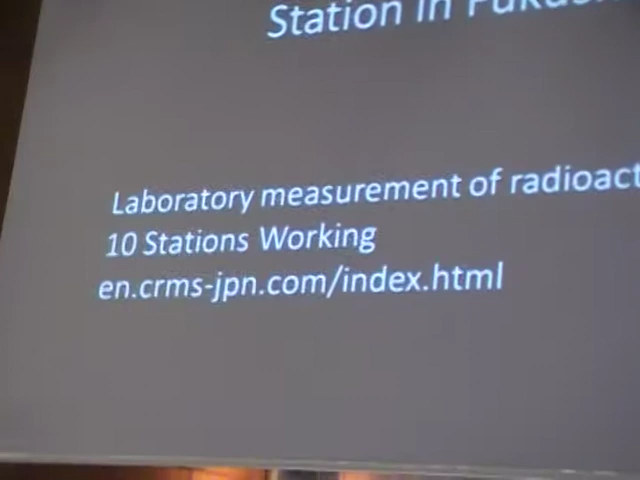 Station in
Laboratory measurement of
10 Stations Working
en.crms-jpn.com/index.html